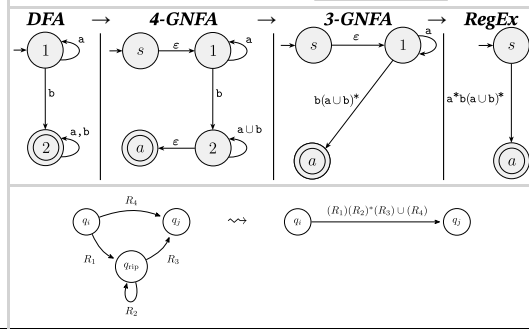 DFA → 4-GNFA → 3-GNFA → RegEx
1 a s ε 1 a s ε 1 a s
b b b(a∪b)* a*b(a∪b)*
2 a,b a ε 2 a∪b a a
R₄ (R₁)(R₂)*(R₃) ∪ (R₄)
qᵢ qⱼ ⇝ qᵢ qⱼ
R₁ q_rip R₃
R₂